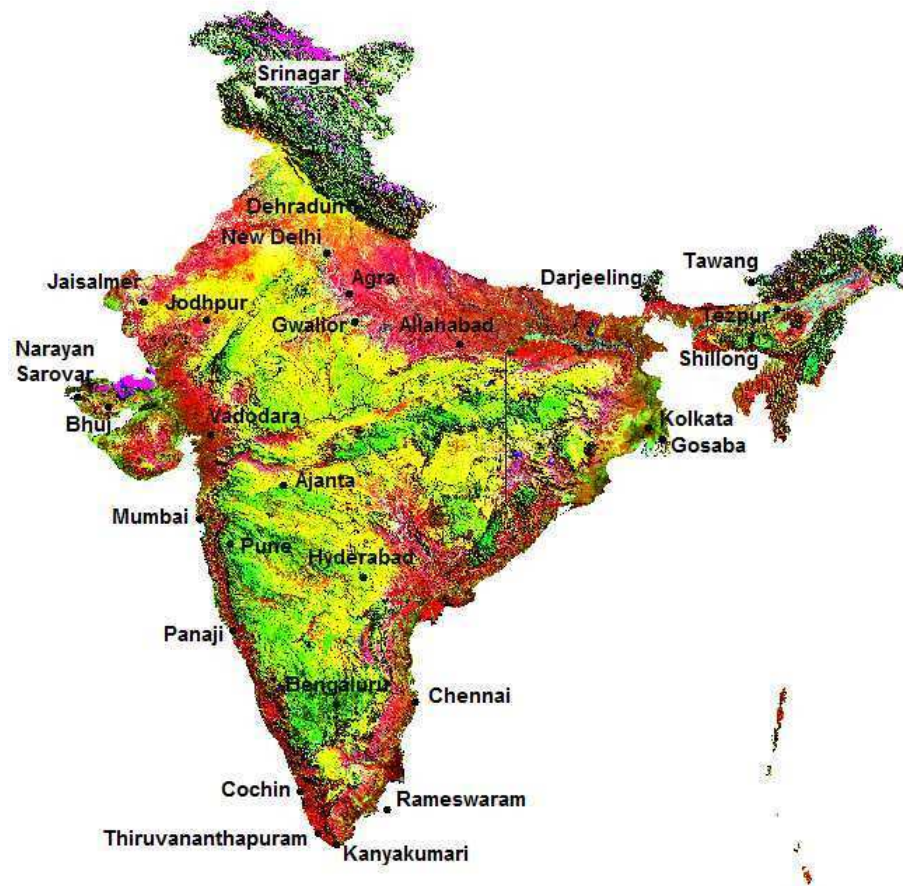 Srinagar
Dehradun
New Delhi
Agra
Darjeeling
Tawang
Jaisalmer
Jodhpur
Gwalior
Allahabad
Tezpur
Narayan
Sarovar
Shillong
Bhuj
Vadodara
Kolkata
Gosaba
Ajanta
Mumbai
Pune
Hyderabad
Panaji
Bengaluru
Chennai
Cochin
Rameswaram
Thiruvananthapuram
Kanyakumari